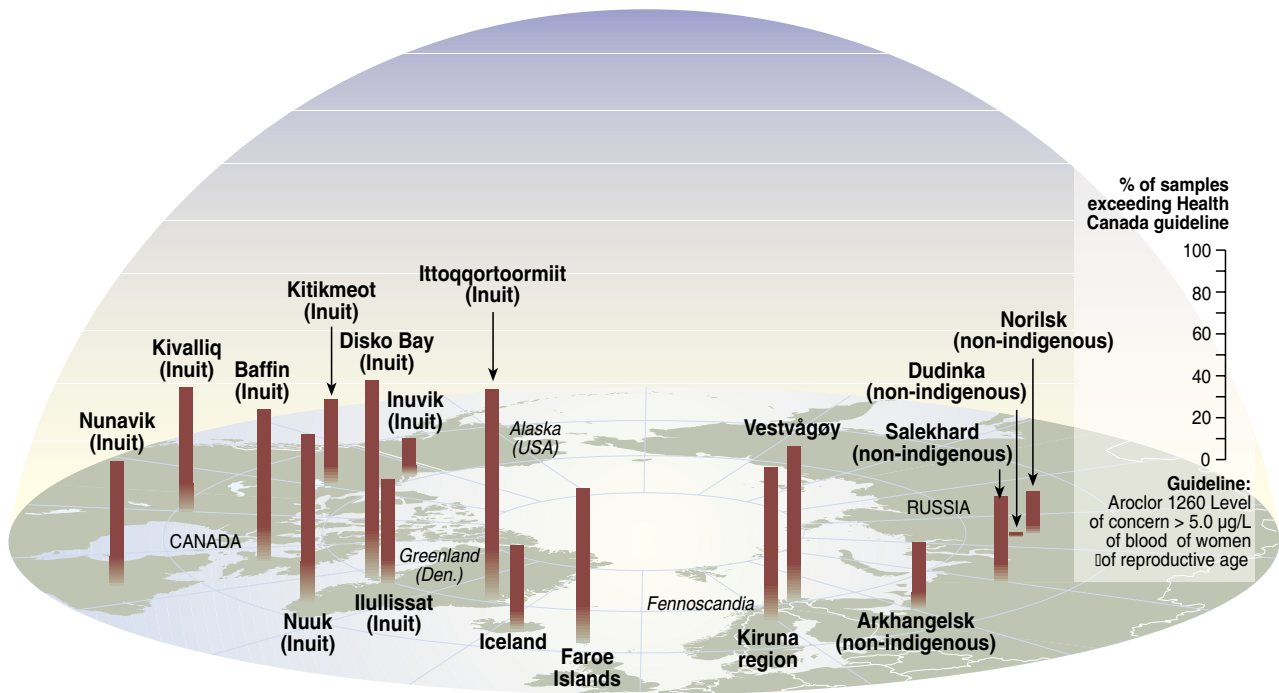 % of samples
exceeding Health
Canada guideline
100
80
60
40
20
0
Guideline:
Aroclor 1260 Level
of concern > 5.0 µg/L
of blood of women
▯of reproductive age
Ittoqqortoormiit
(Inuit)
Kitikmeot
(Inuit)
Disko Bay
(Inuit)
Kivalliq
(Inuit)
Baffin
(Inuit)
Inuvik
(Inuit)
Nunavik
(Inuit)
Alaska
(USA)
Norilsk
(non-indigenous)
Dudinka
(non-indigenous)
Vestvågøy
Salekhard
(non-indigenous)
RUSSIA
CANADA
Greenland
(Den.)
Fennoscandia
Ilullissat
(Inuit)
Nuuk
(Inuit)
Iceland
Faroe
Islands
Kiruna
region
Arkhangelsk
(non-indigenous)